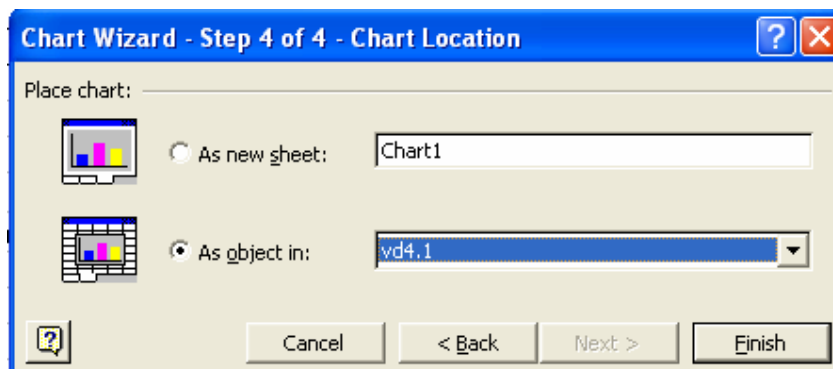 Chart Wizard - Step 4 of 4 - Chart Location
Place chart:
As new sheet: Chart1
As object in: vd4.1
Cancel < Back Next > Finish